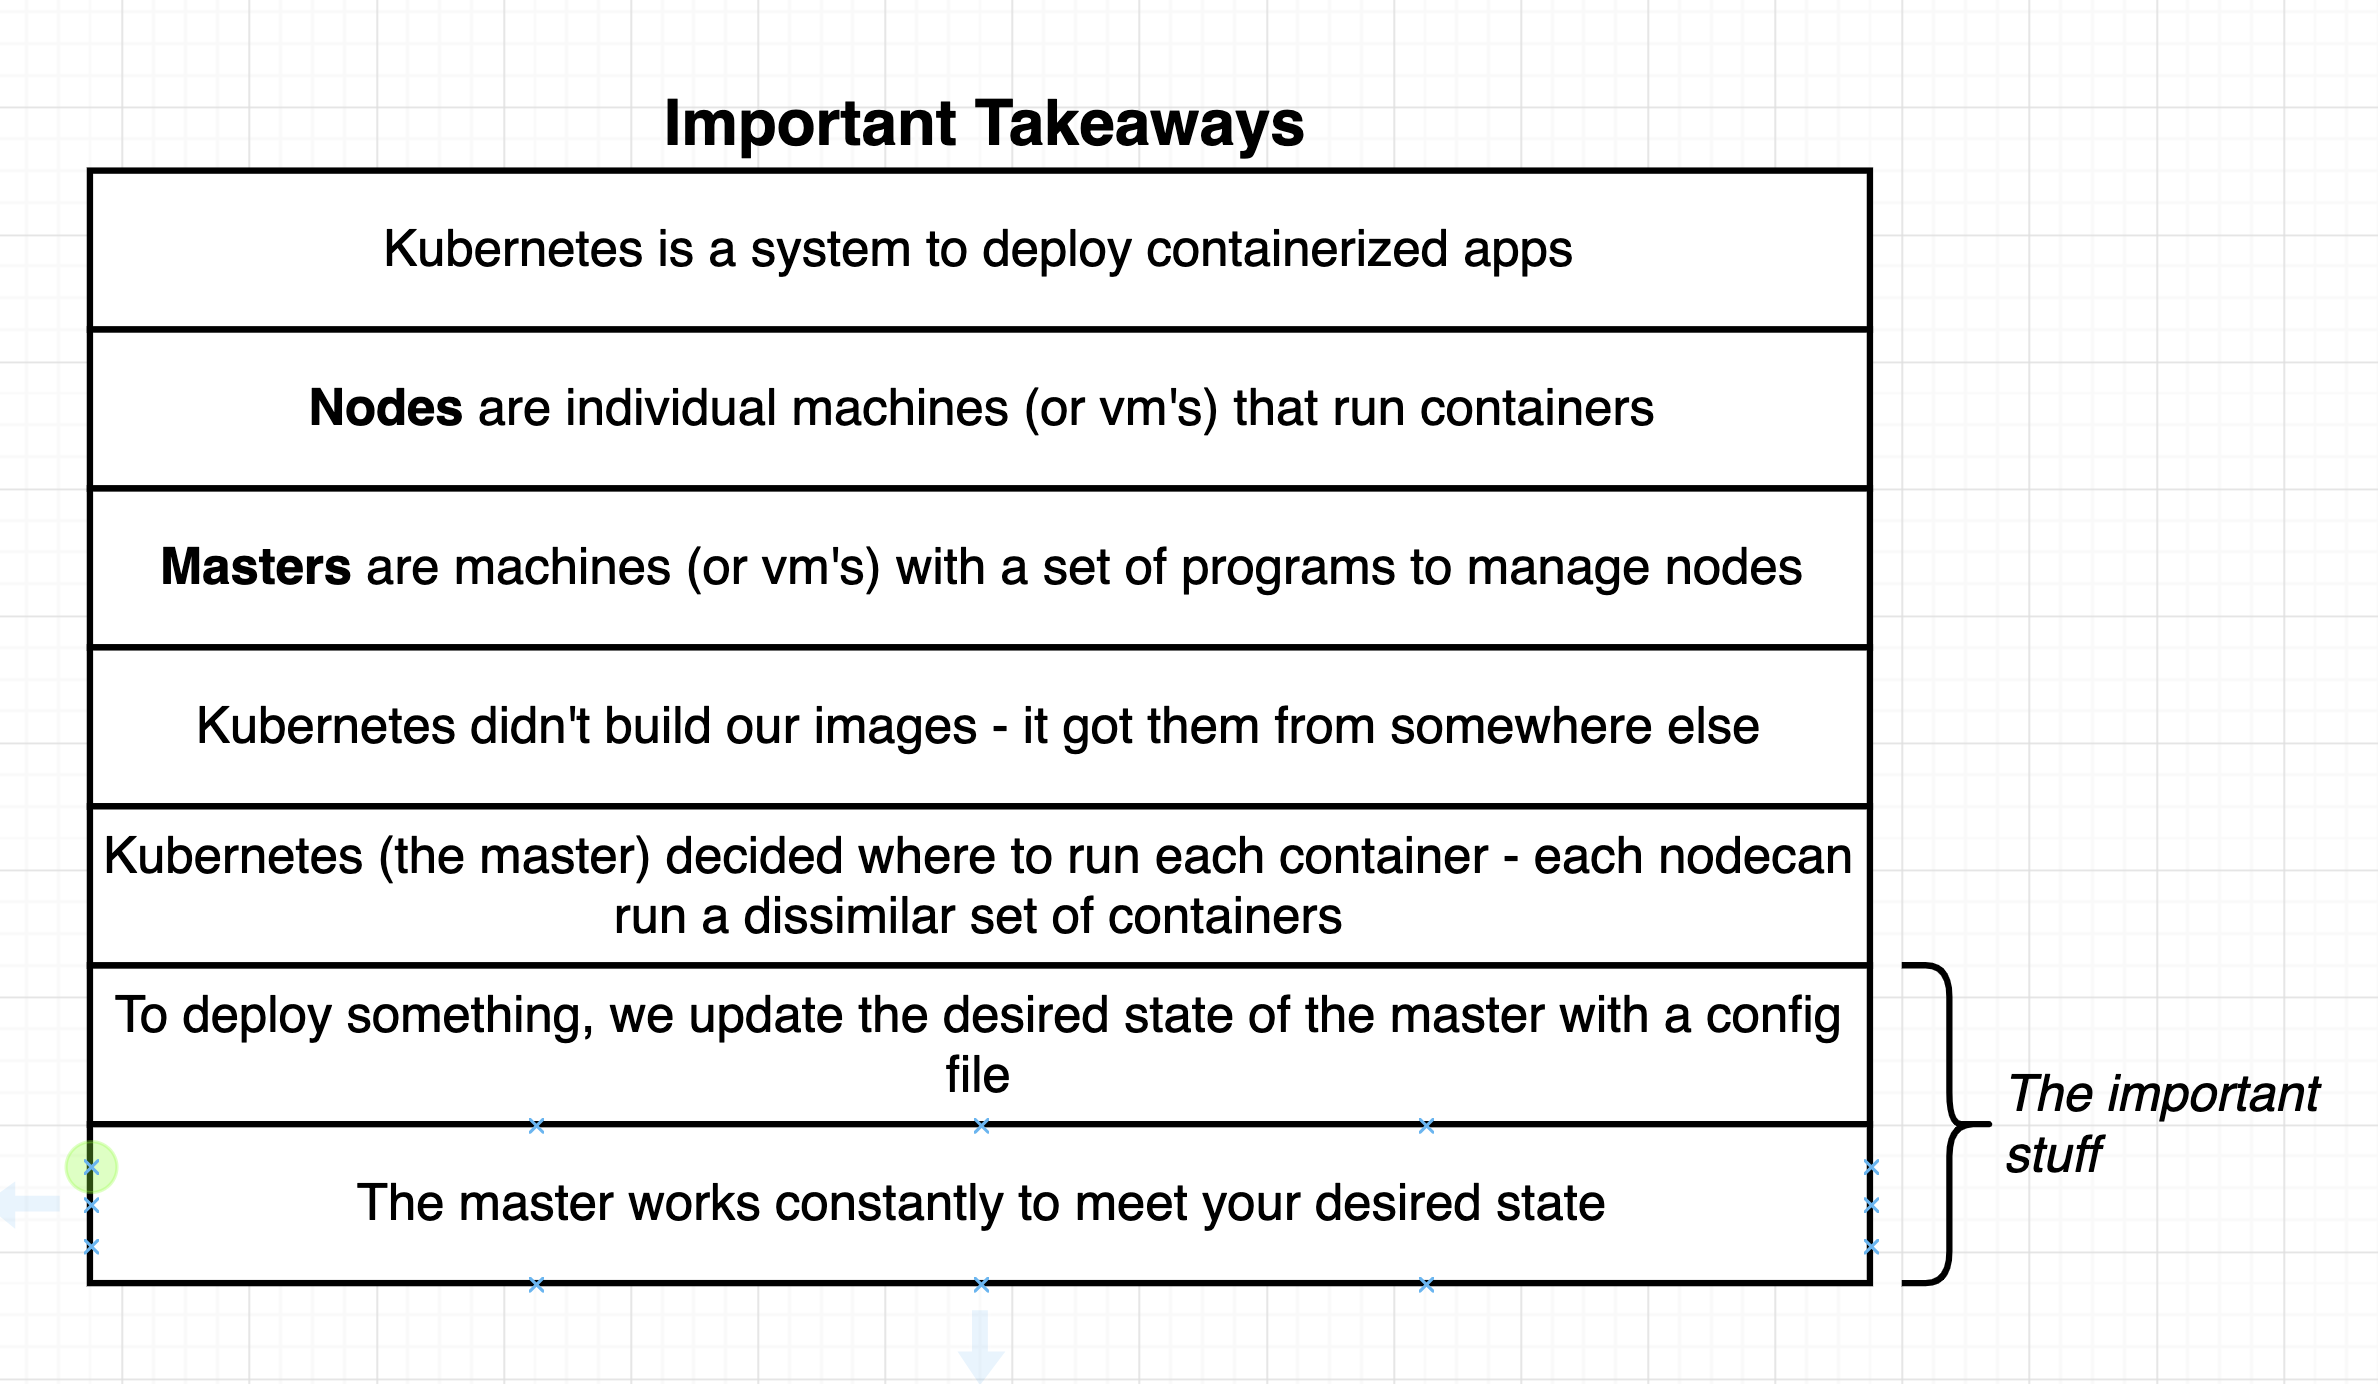 Important Takeaways
Kubernetes is a system to deploy containerized apps
Nodes are individual machines (or vm's) that run containers
Masters are machines (or vm's) with a set of programs to manage nodes
Kubernetes didn't build our images - it got them from somewhere else
Kubernetes (the master) decided where to run each container - each nodecan
run a dissimilar set of containers
To deploy something, we update the desired state of the master with a config
file
The master works constantly to meet your desired state
The important
stuff